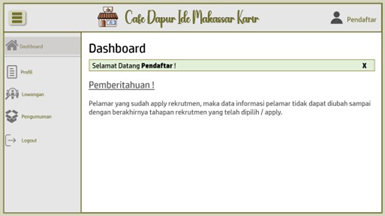 Cafe Dapur Ide Makassar Karir
Pendaftar
Dashboard
Profil
Lowongan
Pengumuman
Logout
Dashboard
Selamat Datang Pendaftar ! X
Pemberitahuan !
Pelamar yang sudah apply rekrutmen, maka data informasi pelamar tidak dapat diubah sampai
dengan berakhirnya tahapan rekrutmen yang telah dipilih / apply.